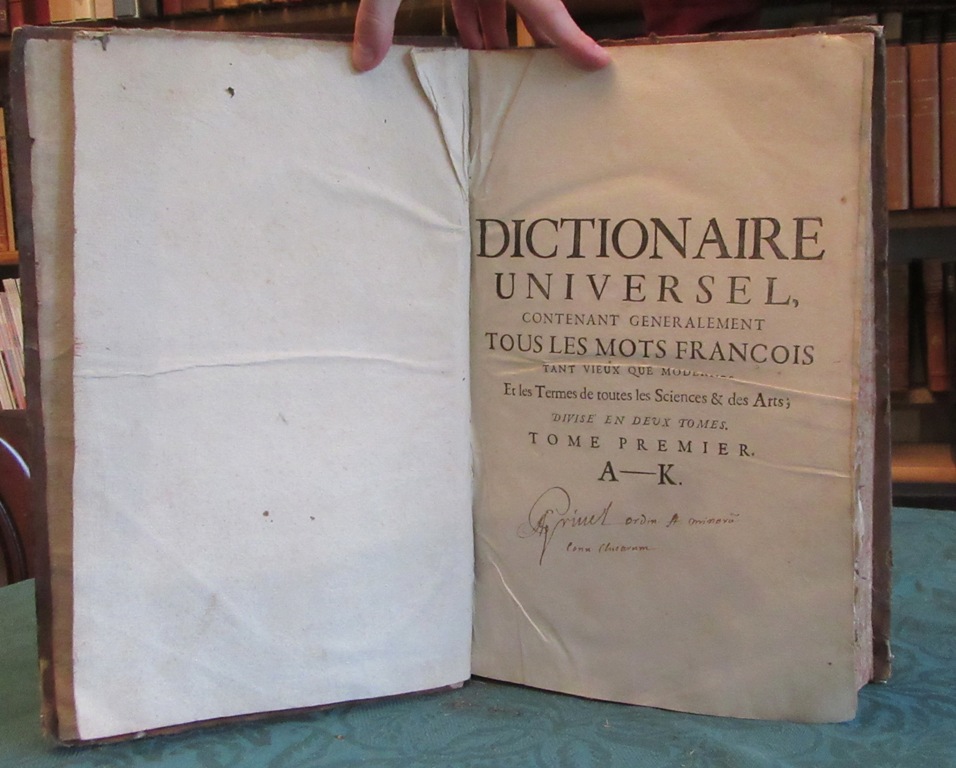 DICTIONAIRE
UNIVERSEL,
CONTENANT GENERALEMENT
TOUS LES MOTS FRANCOIS
TANT VIEUX QUE
Et les Termes de toutes les Sciences & des Arts;
DIVISE EN DEUX TOMES.
TOME PREMIER.
A—K.
ordin